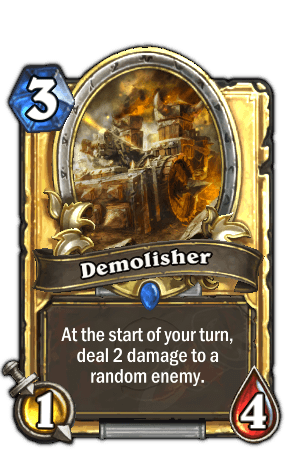 3
Demolisher
At the start of your turn,
deal 2 damage to a
random enemy.
1
4